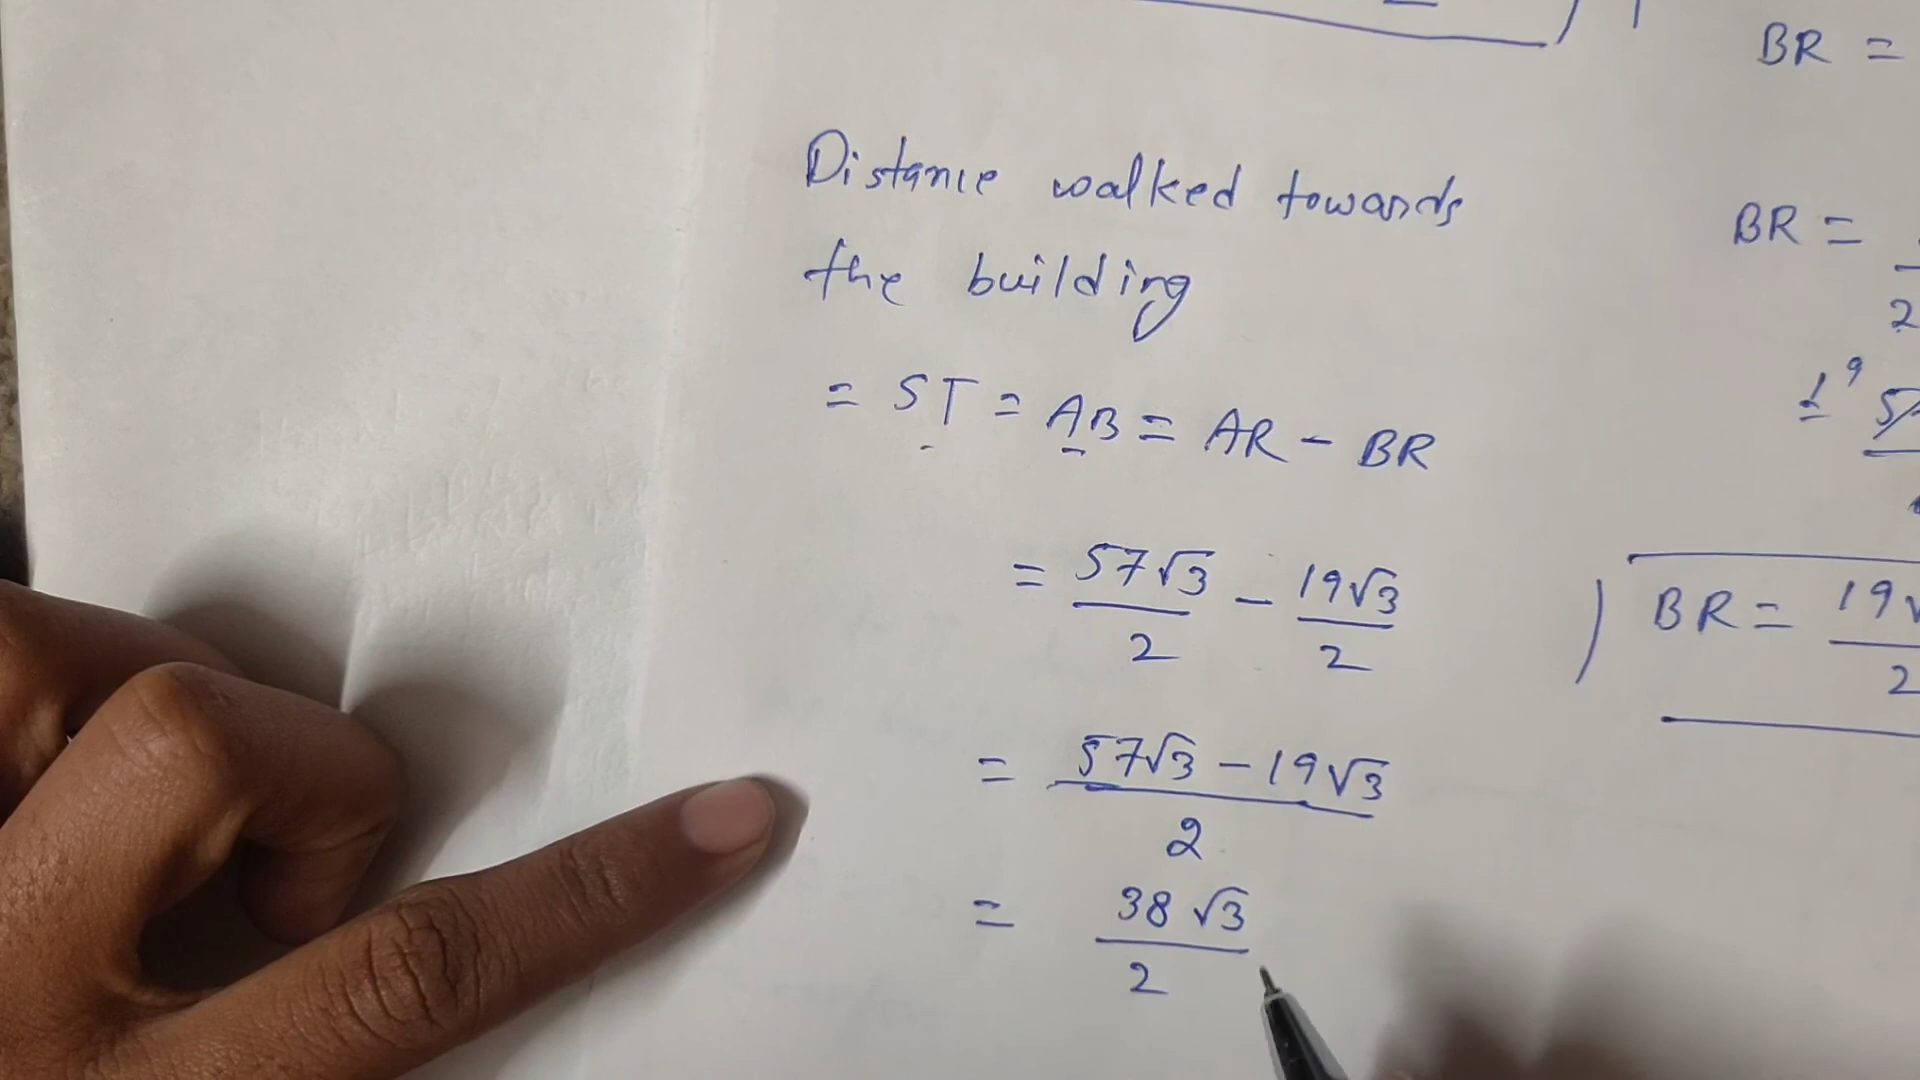 Distance walked towards
the building
= ST = AB = AR - BR
= 57√3/2 - 19√3/2
= 57√3 - 19√3/2
= 38√3/2
BR =
BR =
2
BR = 19√
2